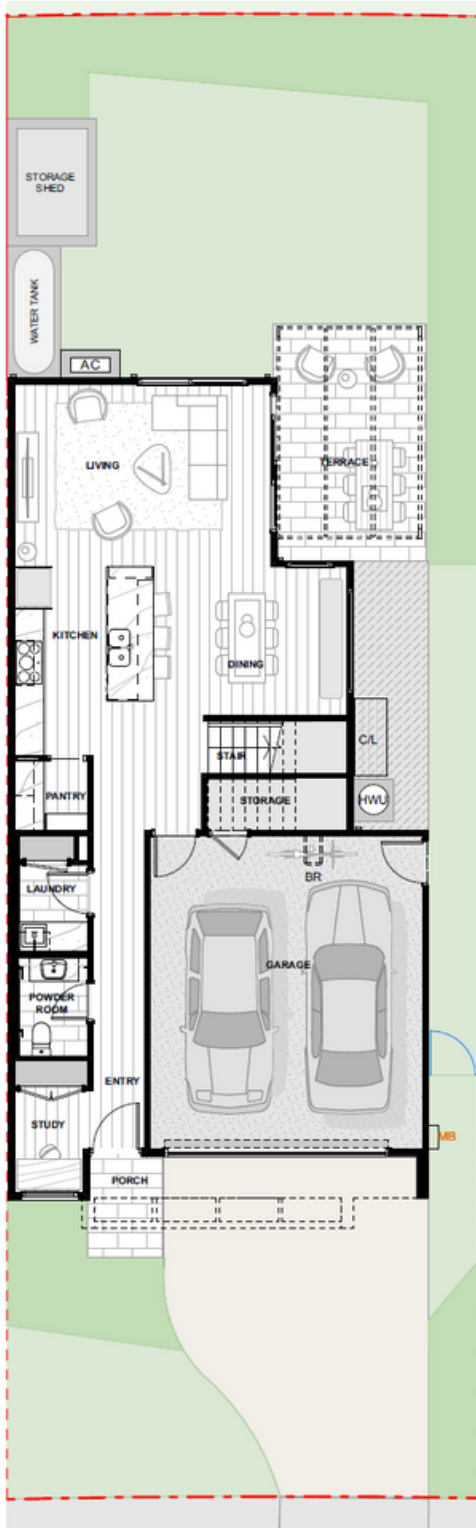 STORAGE
SHED
WATER TANK
AC
LIVING
TERRACE
KITCHEN
DINING
STAIR
C/L
PANTRY
STORAGE
HWU
LAUNDRY
BR
GARAGE
POWDER
ROOM
ENTRY
STUDY
MB
PORCH